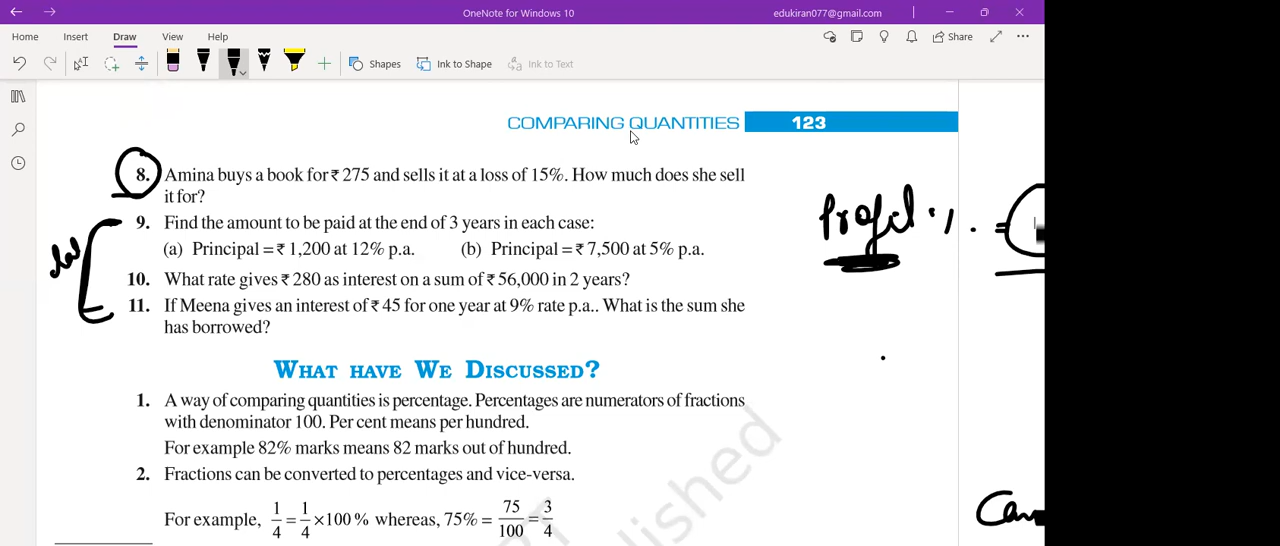 OneNote for Windows 10
edukiran077@gmail.com
Home Insert Draw View Help
Share
Shapes Ink to Shape Ink to Text
COMPARING QUANTITIES 123
8. Amina buys a book for ₹ 275 and sells it at a loss of 15%. How much does she sell
it for?
9. Find the amount to be paid at the end of 3 years in each case:
(a) Principal = ₹ 1,200 at 12% p.a. (b) Principal = ₹ 7,500 at 5% p.a.
10. What rate gives ₹ 280 as interest on a sum of ₹ 56,000 in 2 years?
11. If Meena gives an interest of ₹ 45 for one year at 9% rate p.a.. What is the sum she
has borrowed?
Profit % =
WHAT HAVE WE DISCUSSED?
1. A way of comparing quantities is percentage. Percentages are numerators of fractions
with denominator 100. Per cent means per hundred.
For example 82% marks means 82 marks out of hundred.
2. Fractions can be converted to percentages and vice-versa.
For example, 1/4 = 1/4 × 100 % whereas, 75% = 75/100 = 3/4